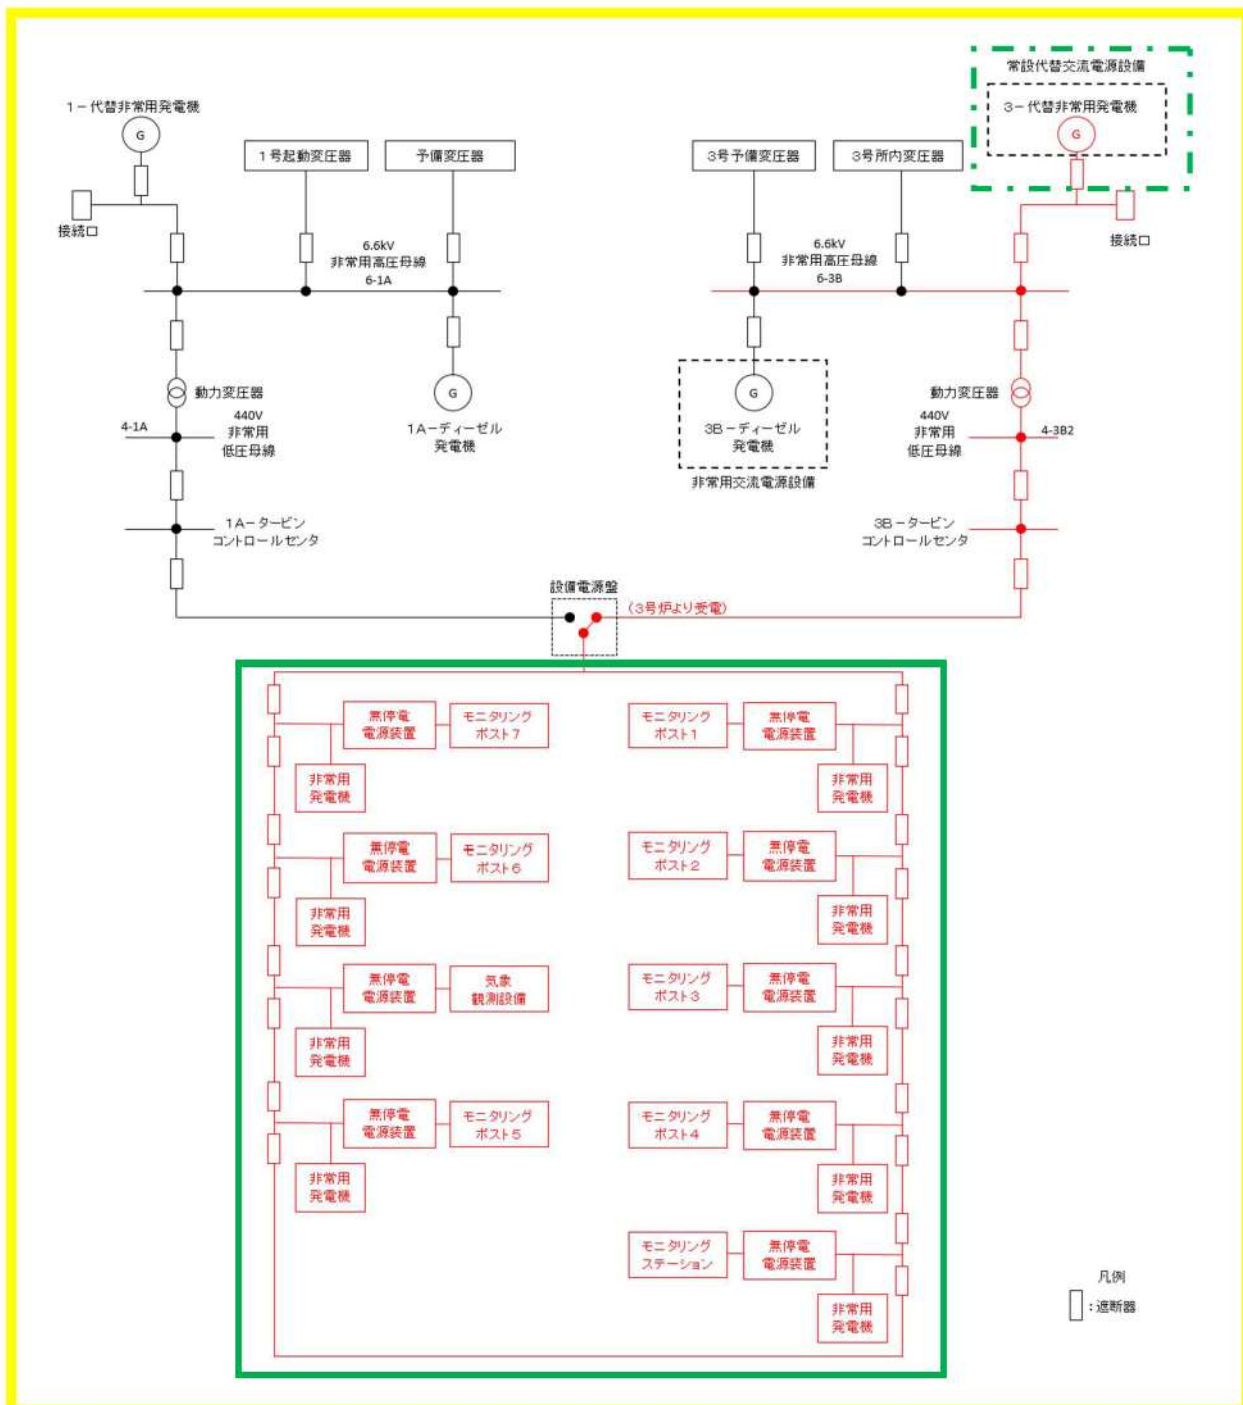 常設代替交流電源設備
1－代替非常用発電機
3－代替非常用発電機
G
G
1号起動変圧器
予備変圧器
3号予備変圧器
3号所内変圧器
接続口
接続口
6.6kV
非常用高圧母線
6-1A
6.6kV
非常用高圧母線
6-3B
動力変圧器
G
G
動力変圧器
4-1A
440V
非常用
低圧母線
1A－ディーゼル
発電機
3B－ディーゼル
発電機
440V
非常用
低圧母線
4-3B2
非常用交流電源設備
1A－タービン
コントロールセンタ
3B－タービン
コントロールセンタ
設備電源盤
(3号炉より受電)
無停電
電源装置
モニタリング
ポスト7
モニタリング
ポスト1
無停電
電源装置
非常用
発電機
非常用
発電機
無停電
電源装置
モニタリング
ポスト6
モニタリング
ポスト2
無停電
電源装置
非常用
発電機
非常用
発電機
無停電
電源装置
気象
観測設備
モニタリング
ポスト3
無停電
電源装置
非常用
発電機
非常用
発電機
無停電
電源装置
モニタリング
ポスト5
モニタリング
ポスト4
無停電
電源装置
非常用
発電機
非常用
発電機
モニタリング
ステーション
無停電
電源装置
非常用
発電機
凡例
：遮断器